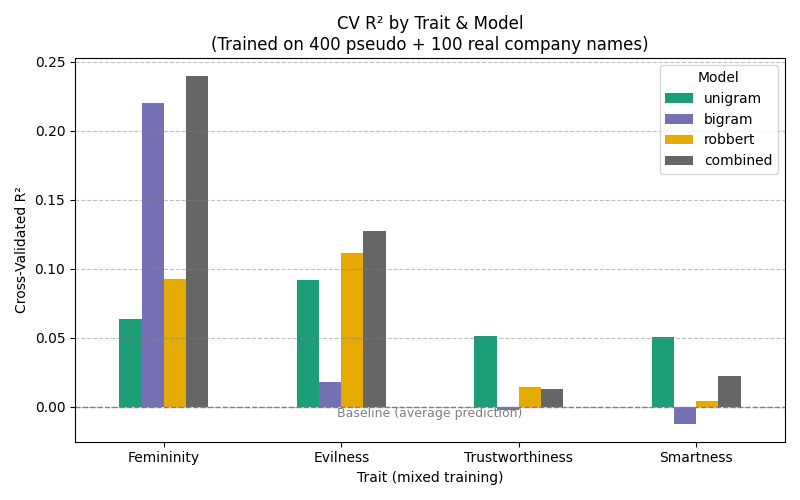 CV R² by Trait & Model
(Trained on 400 pseudo + 100 real company names)
Cross-Validated R²
0.25
0.20
0.15
0.10
0.05
0.00
Model
unigram
bigram
robbert
combined
Baseline (average prediction)
Femininity
Evilness
Trustworthiness
Smartness
Trait (mixed training)